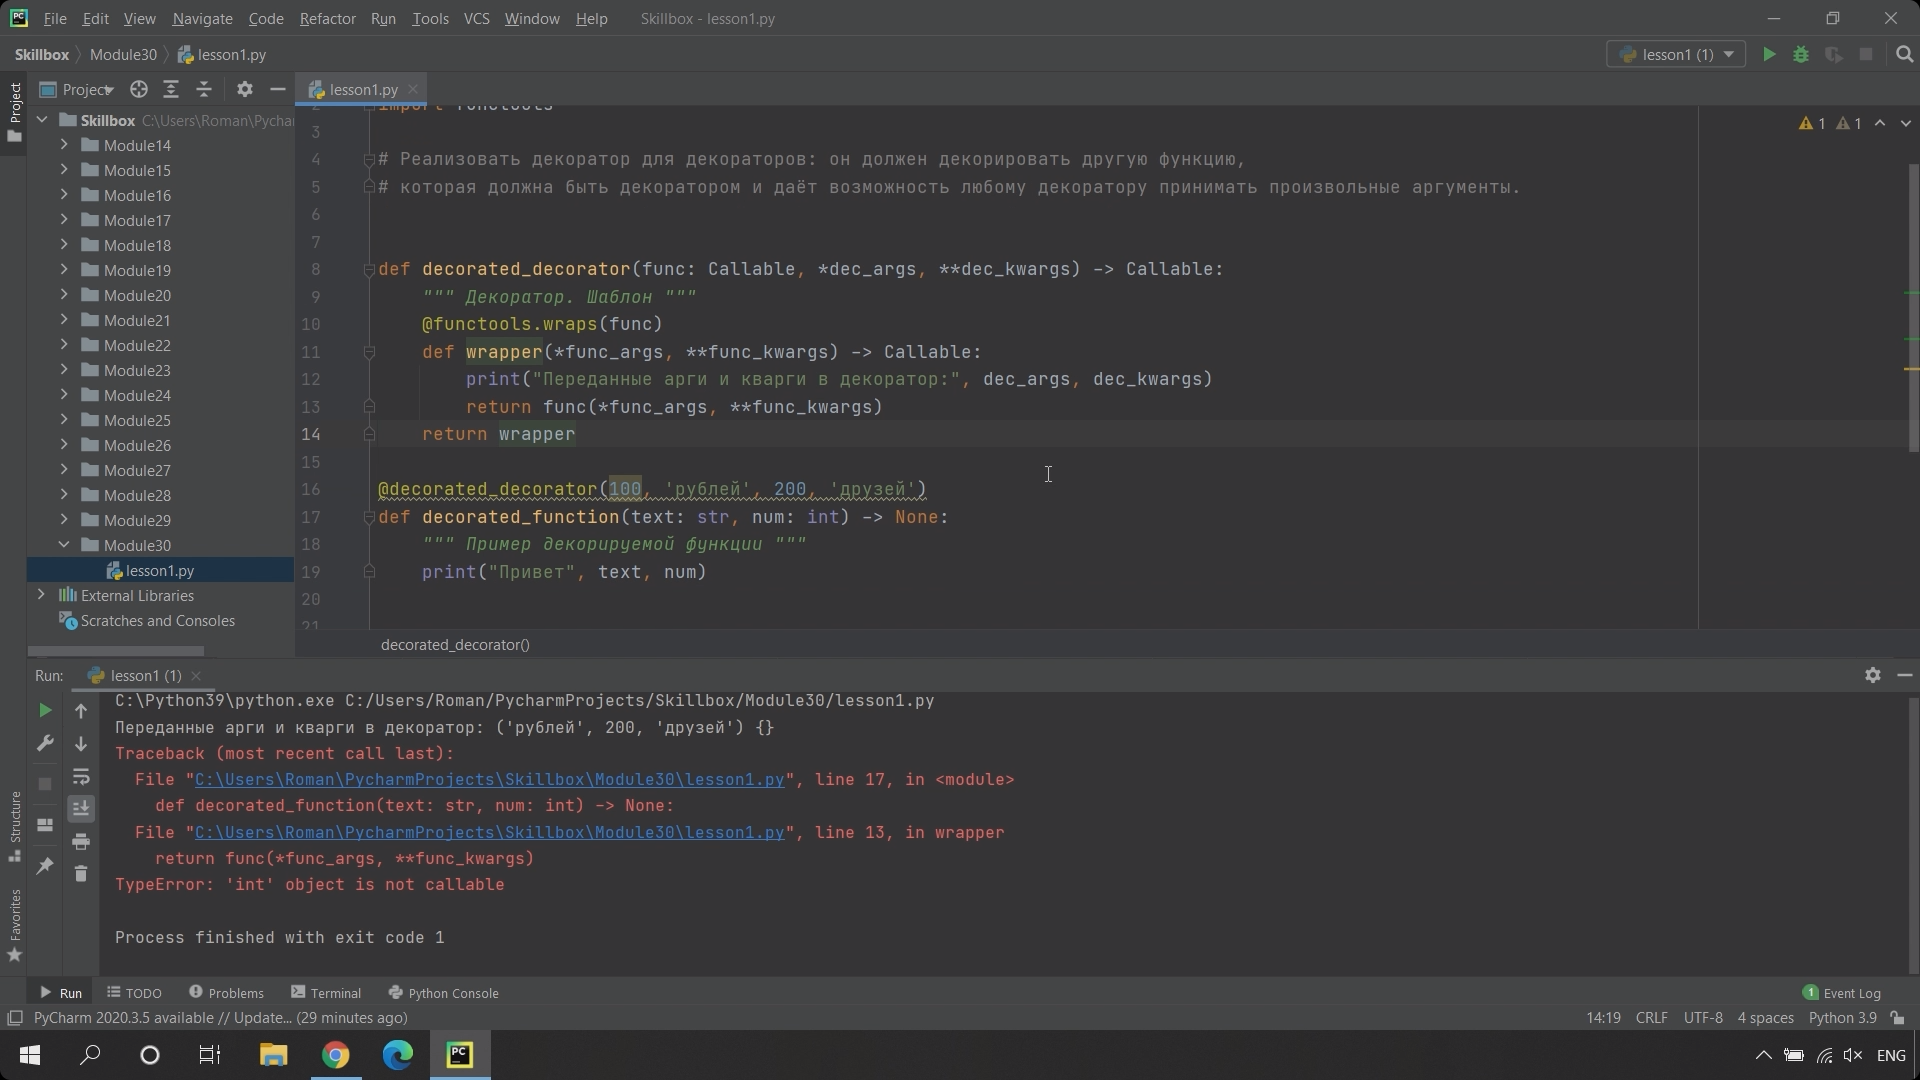 File Edit View Navigate Code Refactor Run Tools VCS Window Help Skillbox - lesson1.py
Skillbox Module30 lesson1.py lesson1 (1)
Project lesson1.py
Project
Skillbox C:\Users\Roman\Pychar
Module14
Module15
Module16
Module17
Module18
Module19
Module20
Module21
Module22
Module23
Module24
Module25
Module26
Module27
Module28
Module29
Module30
lesson1.py
External Libraries
Scratches and Consoles
1 1
2 import functools
3
4 # Реализовать декоратор для декораторов: он должен декорировать другую функцию,
5 # которая должна быть декоратором и даёт возможность любому декоратору принимать произвольные аргументы.
6
7
8 def decorated_decorator(func: Callable, *dec_args, **dec_kwargs) -> Callable:
9 """ Декоратор. Шаблон """
10 @functools.wraps(func)
11 def wrapper(*func_args, **func_kwargs) -> Callable:
12 print("Переданные арги и кварги в декоратор:", dec_args, dec_kwargs)
13 return func(*func_args, **func_kwargs)
14 return wrapper
15
16 @decorated_decorator(100, 'рублей', 200, 'друзей')
17 def decorated_function(text: str, num: int) -> None:
18 """ Пример декорируемой функции """
19 print("Привет", text, num)
20
21
decorated_decorator()
Run: lesson1 (1)
C:\Python39\python.exe C:/Users/Roman/PycharmProjects/Skillbox/Module30/lesson1.py
Переданные арги и кварги в декоратор: ('рублей', 200, 'друзей') {}
Traceback (most recent call last):
File "C:\Users\Roman\PycharmProjects\Skillbox\Module30\lesson1.py", line 17, in <module>
def decorated_function(text: str, num: int) -> None:
File "C:\Users\Roman\PycharmProjects\Skillbox\Module30\lesson1.py", line 13, in wrapper
return func(*func_args, **func_kwargs)
TypeError: 'int' object is not callable
Process finished with exit code 1
Structure
Favorites
Run TODO Problems Terminal Python Console 1 Event Log
PyCharm 2020.3.5 available // Update... (29 minutes ago) 14:19 CRLF UTF-8 4 spaces Python 3.9
PC ENG